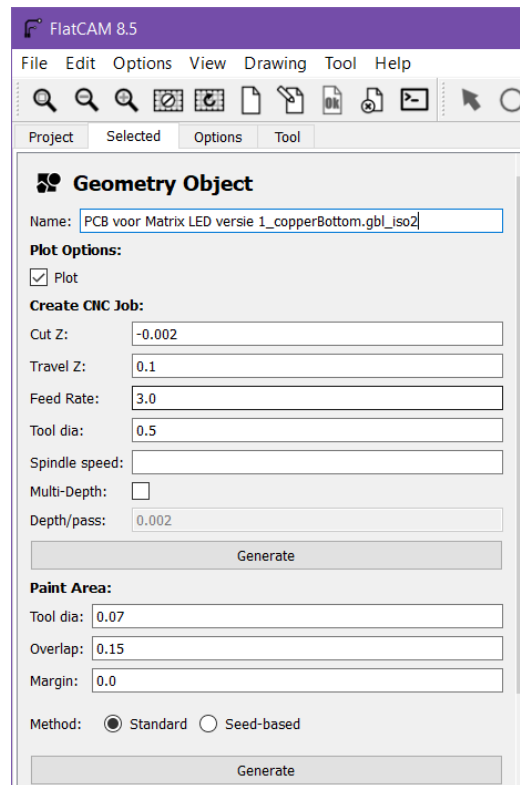 FlatCAM 8.5
File Edit Options View Drawing Tool Help
Ok
>-
Project Selected Options Tool
Geometry Object
Name: PCB voor Matrix LED versie 1_copperBottom.gbl_iso2
Plot Options:
Plot
Create CNC Job:
Cut Z: -0.002
Travel Z: 0.1
Feed Rate: 3.0
Tool dia: 0.5
Spindle speed:
Multi-Depth:
Depth/pass: 0.002
Generate
Paint Area:
Tool dia: 0.07
Overlap: 0.15
Margin: 0.0
Method: Standard Seed-based
Generate